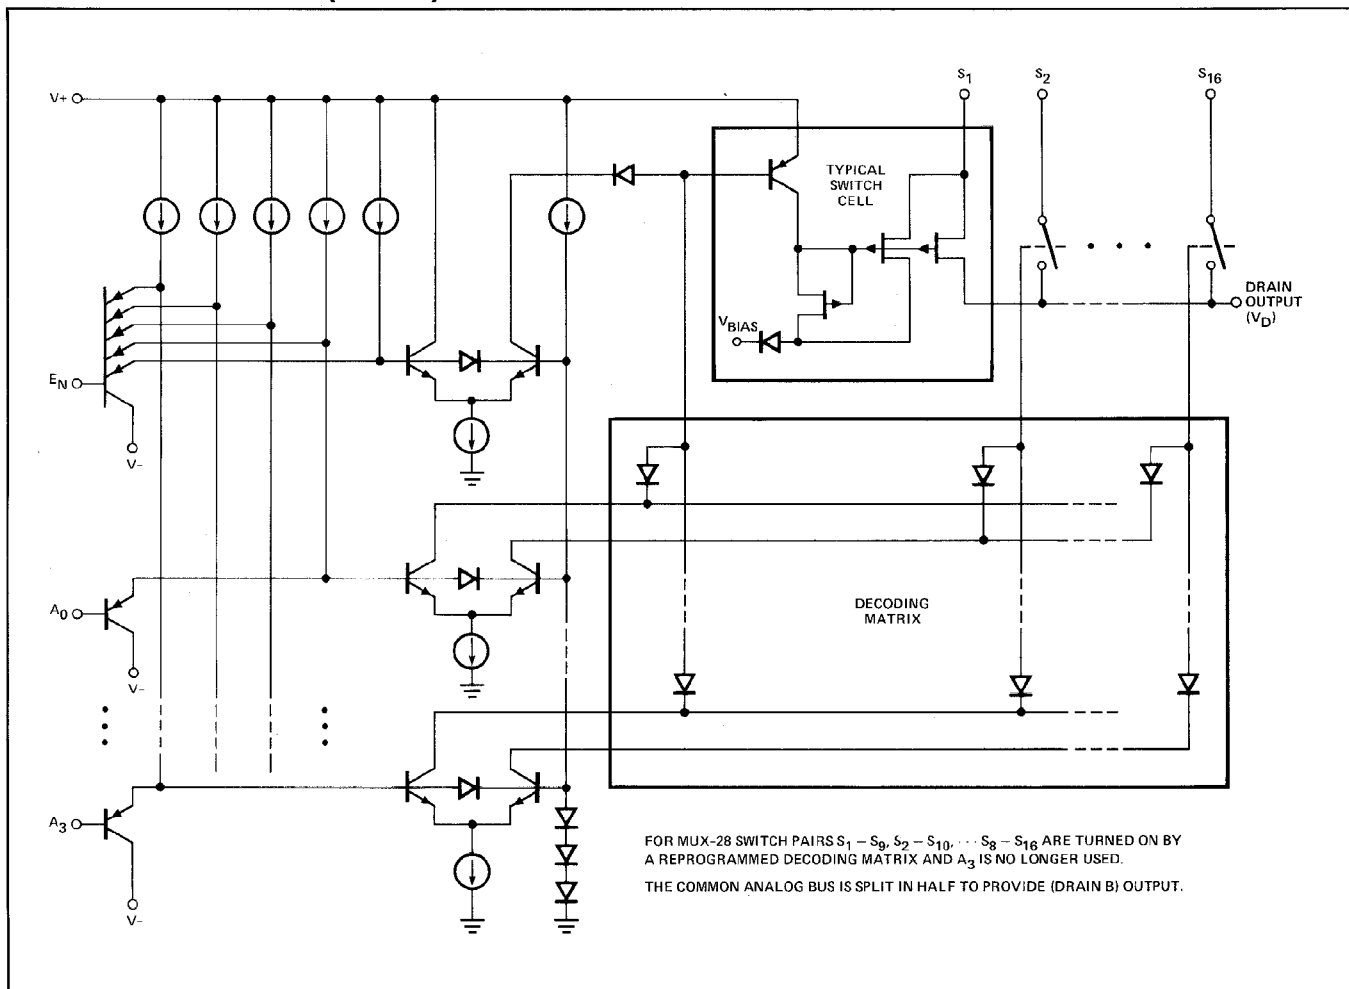 S1
S2
S16
V+
TYPICAL
SWITCH
CELL
VBIAS
DRAIN
OUTPUT
(VD)
EN
V–
A0
V–
DECODING
MATRIX
A3
V–
FOR MUX-28 SWITCH PAIRS S1 – S9, S2 – S10, ··· S8 – S16 ARE TURNED ON BY
A REPROGRAMMED DECODING MATRIX AND A3 IS NO LONGER USED.
THE COMMON ANALOG BUS IS SPLIT IN HALF TO PROVIDE (DRAIN B) OUTPUT.